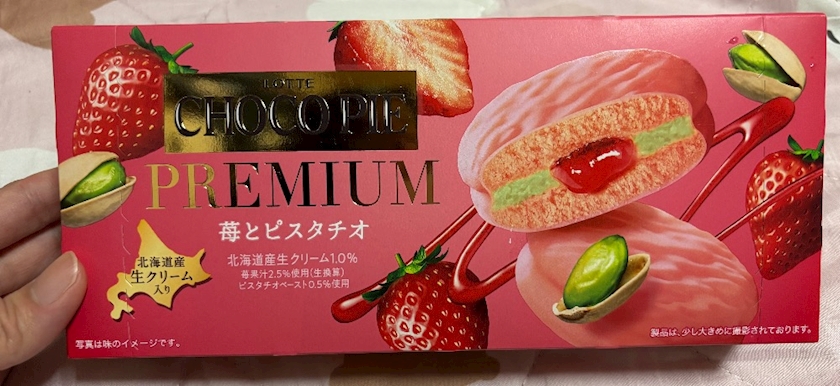 LOTTE
CHOCO PIE
PREMIUM
苺とピスタチオ
北海道産生クリーム1.0%
苺果汁2.5%使用(生換算)
ピスタチオペースト0.5%使用
北海道産
生クリーム
入り
写真は味のイメージです。
製品は、少し大きめに撮影されております。